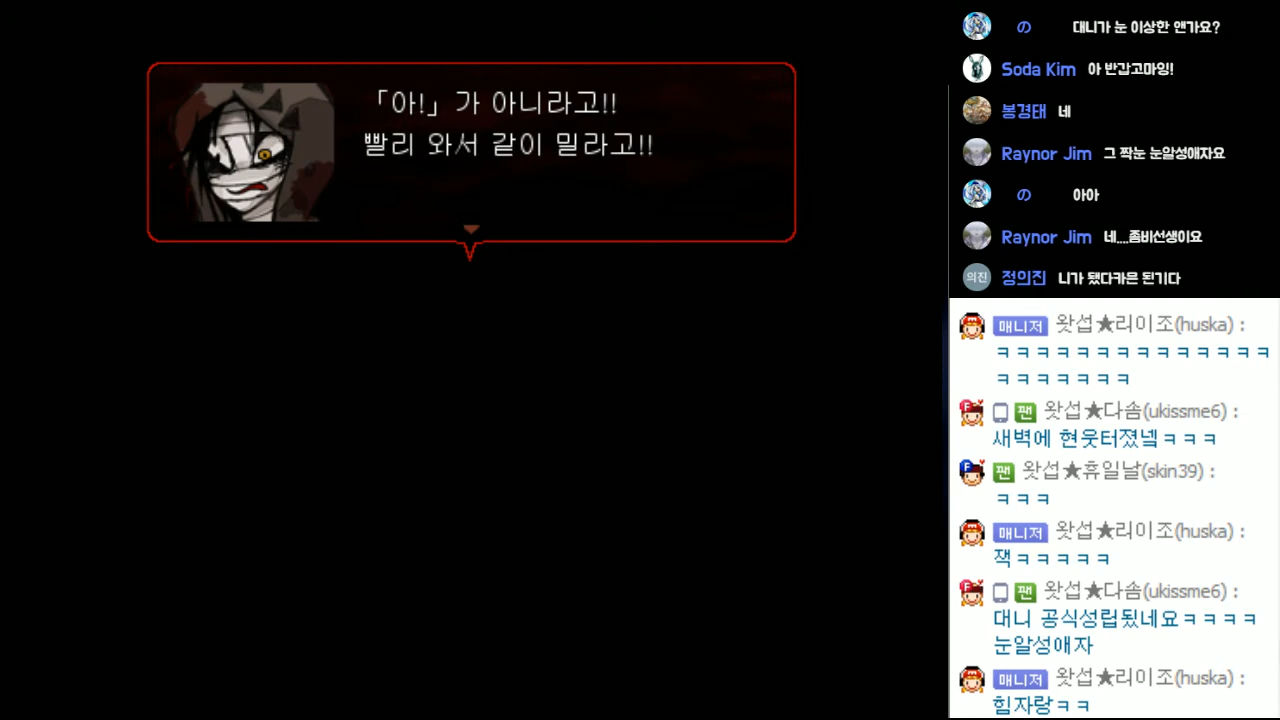 「아!」가 아니라고!!
빨리 와서 같이 밀라고!!
の 대니가 눈 이상한 앤가요?
Soda Kim 아 반갑고마잉!
봉경태 네
Raynor Jim 그 짝눈 눈알성애자요
の 아아
Raynor Jim 네....좀비선생이요
의진 정의진 니가 됐다카믄 된기다
매니저 왓섭★리이조(huska) :
ㅋㅋㅋㅋㅋㅋㅋㅋㅋㅋㅋㅋㅋㅋ
ㅋㅋㅋㅋㅋㅋㅋ
F 팬 왓섭★다솜(ukissme6) :
새벽에 현웃터졌넼ㅋㅋㅋ
F 팬 왓섭★휴일날(skin39) :
ㅋㅋㅋ
매니저 왓섭★리이조(huska) :
잭ㅋㅋㅋㅋㅋ
F 팬 왓섭★다솜(ukissme6) :
대니 공식성립됬네요ㅋㅋㅋㅋ
눈알성애자
매니저 왓섭★리이조(huska) :
힘자랑ㅋㅋ